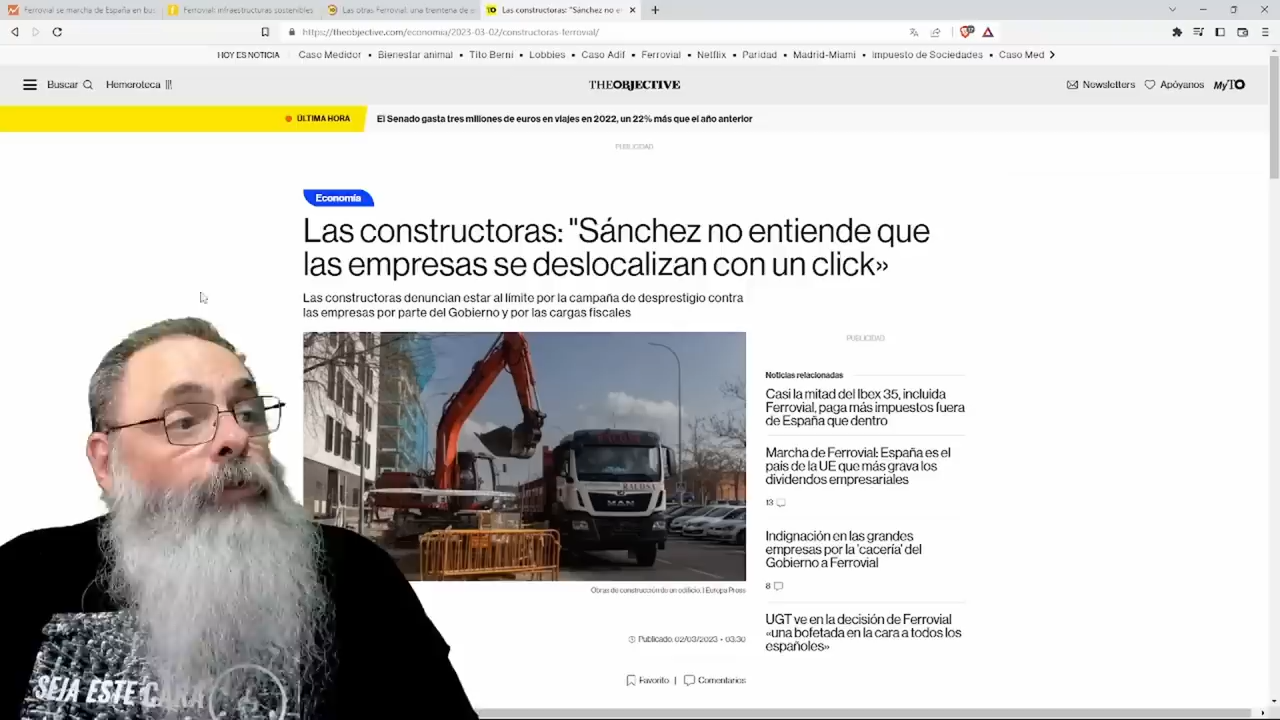 Ferrovial se marcha de España en bus
Ferrovial: infraestructuras sostenibles
Las obras Ferrovial, una treintena de e
Las constructoras: "Sánchez no e
https://theobjective.com/economia/2023-03-02/constructoras-ferrovial/
HOY ES NOTICIA Caso Medidor • Bienestar animal • Tito Berni • Lobbies • Caso Adif • Ferrovial • Netflix • Paridad • Madrid-Miami • Impuesto de Sociedades • Caso Med
Buscar Hemeroteca THEOBJECTIVE Newsletters Apóyanos MyTO
ÚLTIMA HORA El Senado gasta tres millones de euros en viajes en 2022, un 22% más que el año anterior
PUBLICIDAD
Economía
Las constructoras: "Sánchez no entiende que
las empresas se deslocalizan con un click»
Las constructoras denuncian estar al límite por la campaña de desprestigio contra
las empresas por parte del Gobierno y por las cargas fiscales
PUBLICIDAD
Noticias relacionadas
Casi la mitad del Ibex 35, incluida
Ferrovial, paga más impuestos fuera
de España que dentro
Marcha de Ferrovial: España es el
país de la UE que más grava los
dividendos empresariales
13
Indignación en las grandes
empresas por la 'cacería' del
Gobierno a Ferrovial
8
UGT ve en la decisión de Ferrovial
«una bofetada en la cara a todos los
españoles»
MAN
Obras de construcción de un edificio. | Europa Press
Publicado: 02/03/2023 • 03:30
Favorito | Comentarios
SEJA ESTE